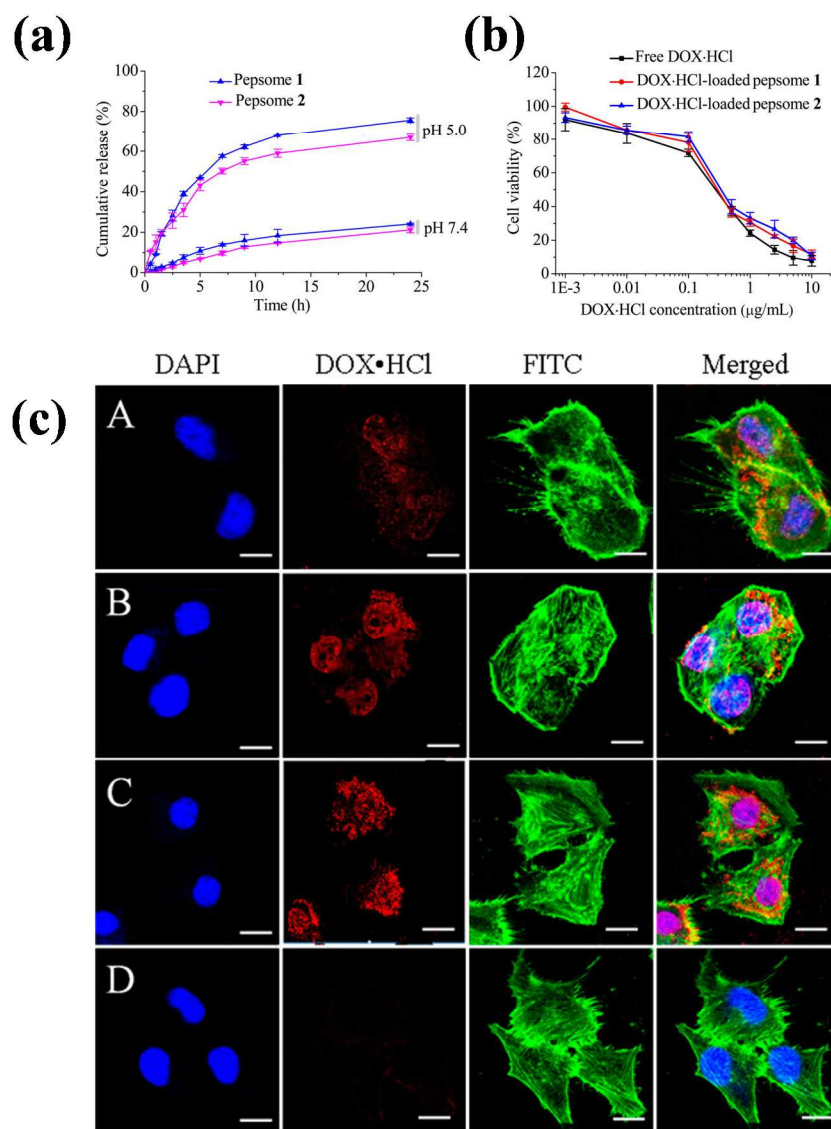 (a)
Pepsome 1
Pepsome 2
100
80
60
40
20
0
Cumulative release (%)
pH 5.0
pH 7.4
0 5 10 15 20 25
Time (h)
(b)
Free DOX·HCl
DOX·HCl-loaded pepsome 1
DOX·HCl-loaded pepsome 2
120
100
80
60
40
20
0
Cell viability (%)
1E-3 0.01 0.1 1 10
DOX·HCl concentration (μg/mL)
(c)
DAPI DOX•HCl FITC Merged
A
B
C
D